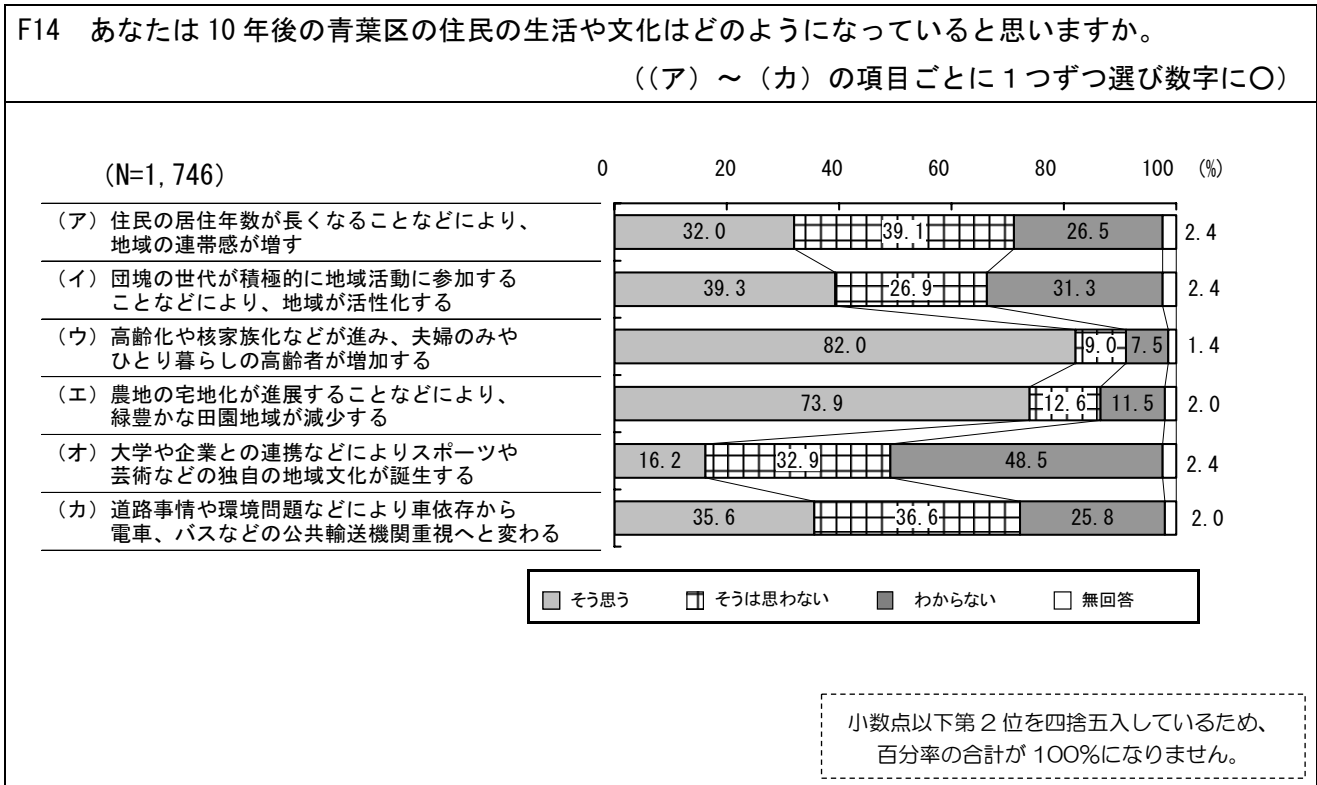 F14 あなたは 10 年後の青葉区の住民の生活や文化はどのようになっていると思いますか。
((ア) ～ (カ) の項目ごとに 1 つずつ選び数字に〇)
(N=1,746)
0 20 40 60 80 100 (%)
(ア) 住民の居住年数が長くなることなどにより、
地域の連帯感が増す
32.0 39.1 26.5 2.4
(イ) 団塊の世代が積極的に地域活動に参加する
ことなどにより、地域が活性化する
39.3 26.9 31.3 2.4
(ウ) 高齢化や核家族化などが進み、夫婦のみや
ひとり暮らしの高齢者が増加する
82.0 9.0 7.5 1.4
(エ) 農地の宅地化が進展することなどにより、
緑豊かな田園地域が減少する
73.9 12.6 11.5 2.0
(オ) 大学や企業との連携などによりスポーツや
芸術などの独自の地域文化が誕生する
16.2 32.9 48.5 2.4
(カ) 道路事情や環境問題などにより車依存から
電車、バスなどの公共輸送機関重視へと変わる
35.6 36.6 25.8 2.0
そう思う そうは思わない わからない 無回答
小数点以下第 2 位を四捨五入しているため、
百分率の合計が 100%になりません。